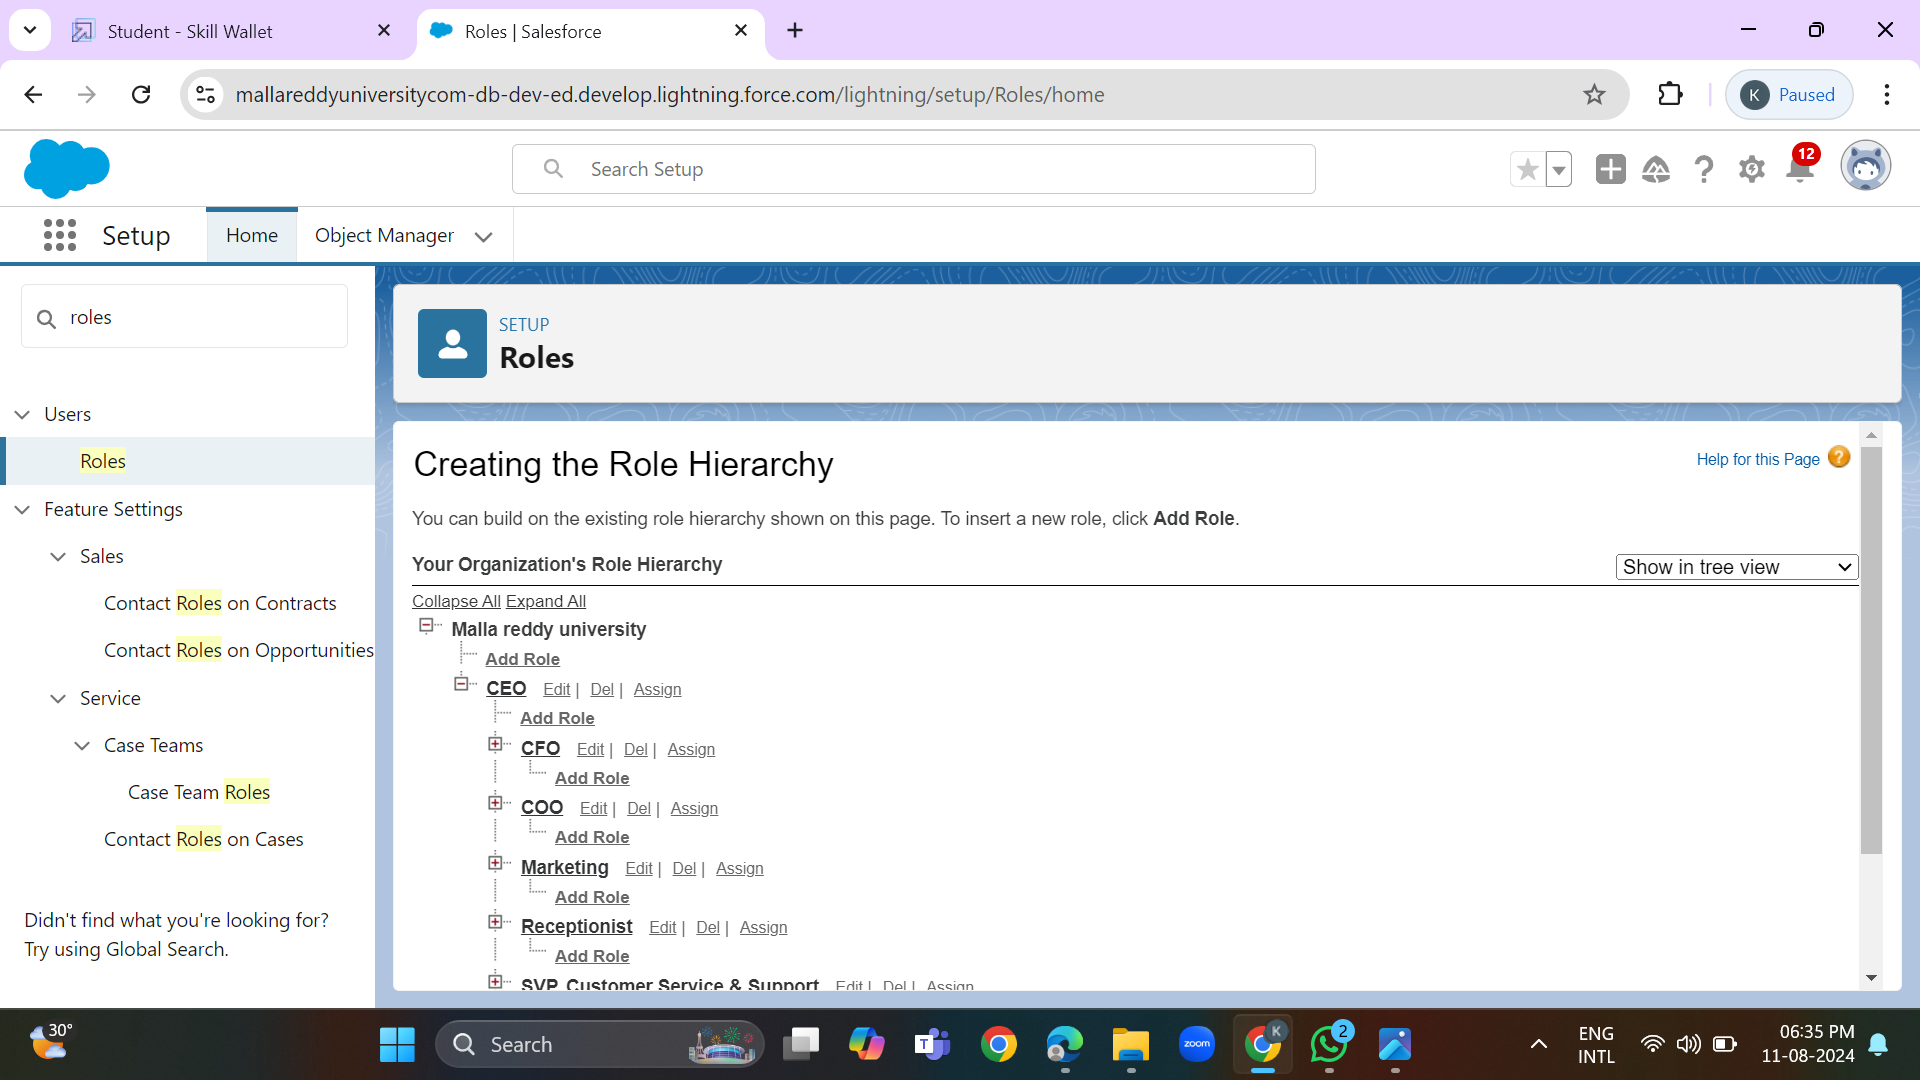 Student - Skill Wallet
Roles | Salesforce
mallareddyuniversitycom-db-dev-ed.develop.lightning.force.com/lightning/setup/Roles/home
K Paused
Search Setup
12
Setup
Home
Object Manager
roles
Users
Roles
Feature Settings
Sales
Contact Roles on Contracts
Contact Roles on Opportunities
Service
Case Teams
Case Team Roles
Contact Roles on Cases
Didn't find what you're looking for?
Try using Global Search.
SETUP
Roles
Creating the Role Hierarchy
Help for this Page ?
You can build on the existing role hierarchy shown on this page. To insert a new role, click Add Role.
Your Organization's Role Hierarchy
Show in tree view
Collapse All Expand All
Malla reddy university
Add Role
CEO Edit | Del | Assign
Add Role
CFO Edit | Del | Assign
Add Role
COO Edit | Del | Assign
Add Role
Marketing Edit | Del | Assign
Add Role
Receptionist Edit | Del | Assign
Add Role
SVP, Customer Service & Support Edit | Del | Assign
30°
Search
T
zoom
K
2
ENG
INTL
06:35 PM
11-08-2024